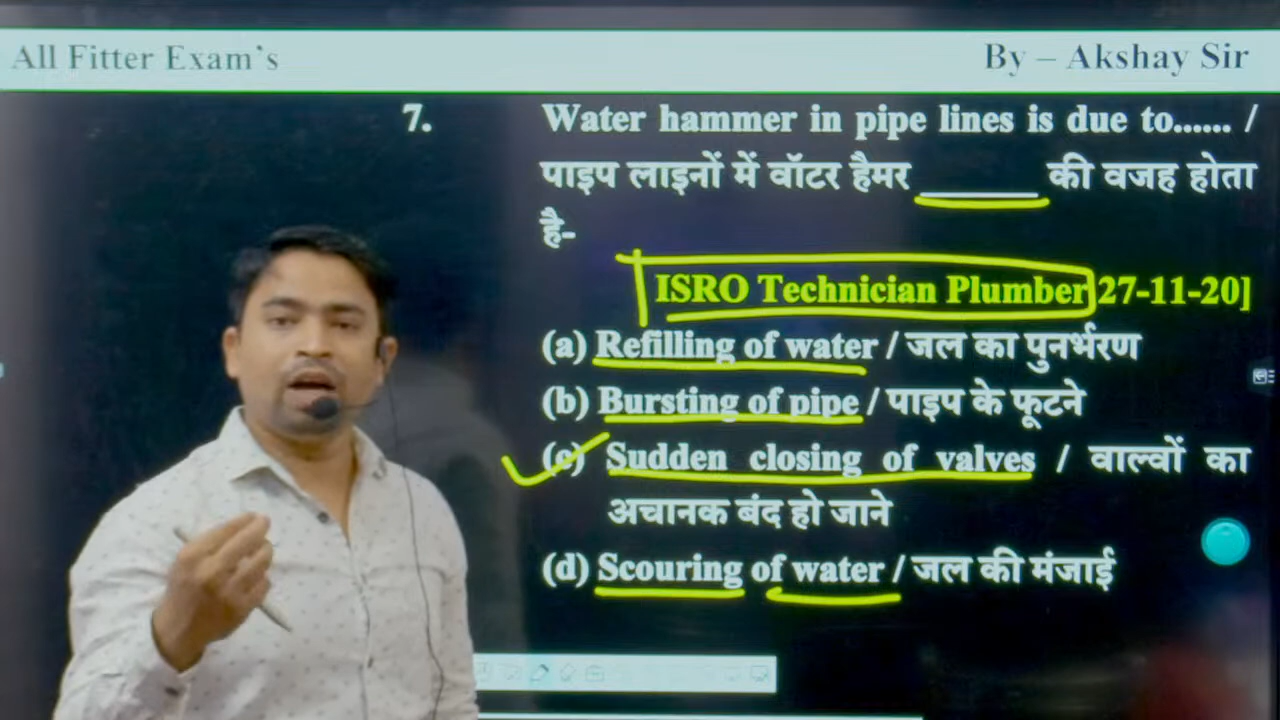 All Fitter Exam's
By – Akshay Sir
7. Water hammer in pipe lines is due to...... /
पाइप लाइनों में वॉटर हैमर ________ की वजह होता
है-
ISRO Technician Plumber 27-11-20]
(a) Refilling of water / जल का पुनर्भरण
(b) Bursting of pipe / पाइप के फूटने
(c) Sudden closing of valves / वाल्वों का
अचानक बंद हो जाने
(d) Scouring of water / जल की मंजाई